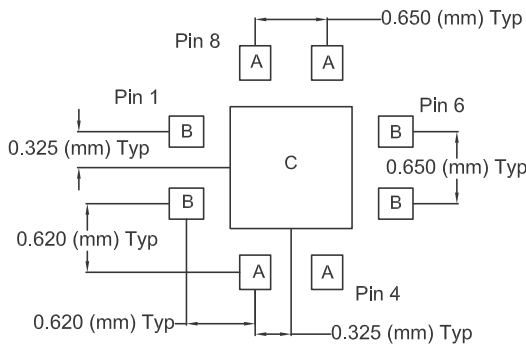 0.650 (mm) Typ
Pin 8
A
A
Pin 1
Pin 6
B
B
0.325 (mm) Typ
C
0.650 (mm) Typ
B
B
0.620 (mm) Typ
A
A
Pin 4
0.620 (mm) Typ
0.325 (mm) Typ